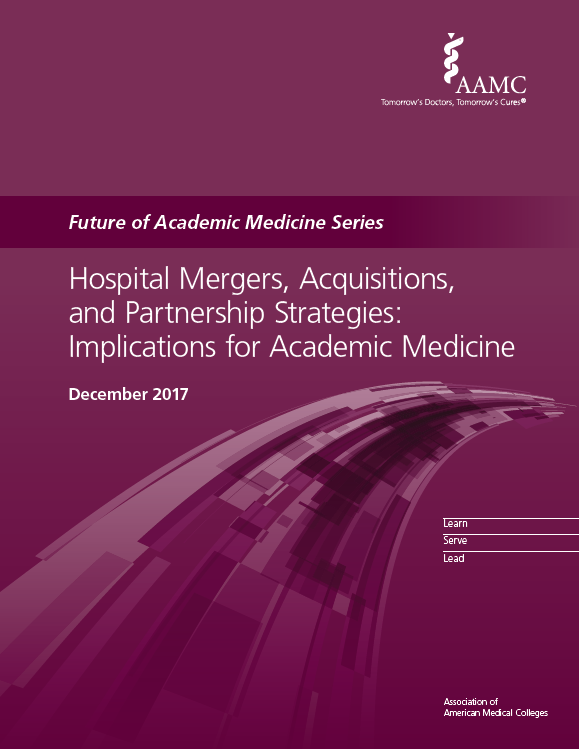 AAMC
Tomorrow's Doctors, Tomorrow's Cures®
Future of Academic Medicine Series
Hospital Mergers, Acquisitions,
and Partnership Strategies:
Implications for Academic Medicine
December 2017
Learn
Serve
Lead
Association of
American Medical Colleges